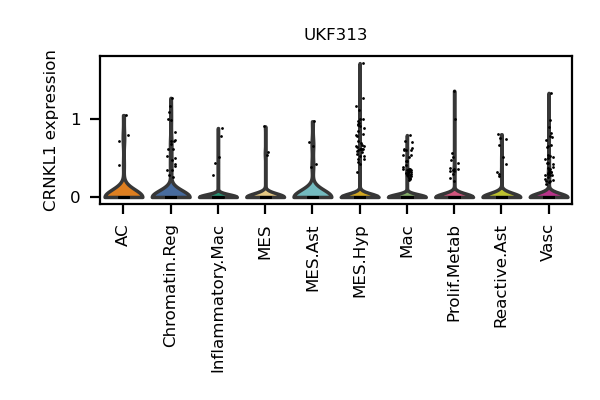 UKF313
CRNKL1 expression
1
0
AC
Chromatin.Reg
Inflammatory.Mac
MES
MES.Ast
MES.Hyp
Mac
Prolif.Metab
Reactive.Ast
Vasc